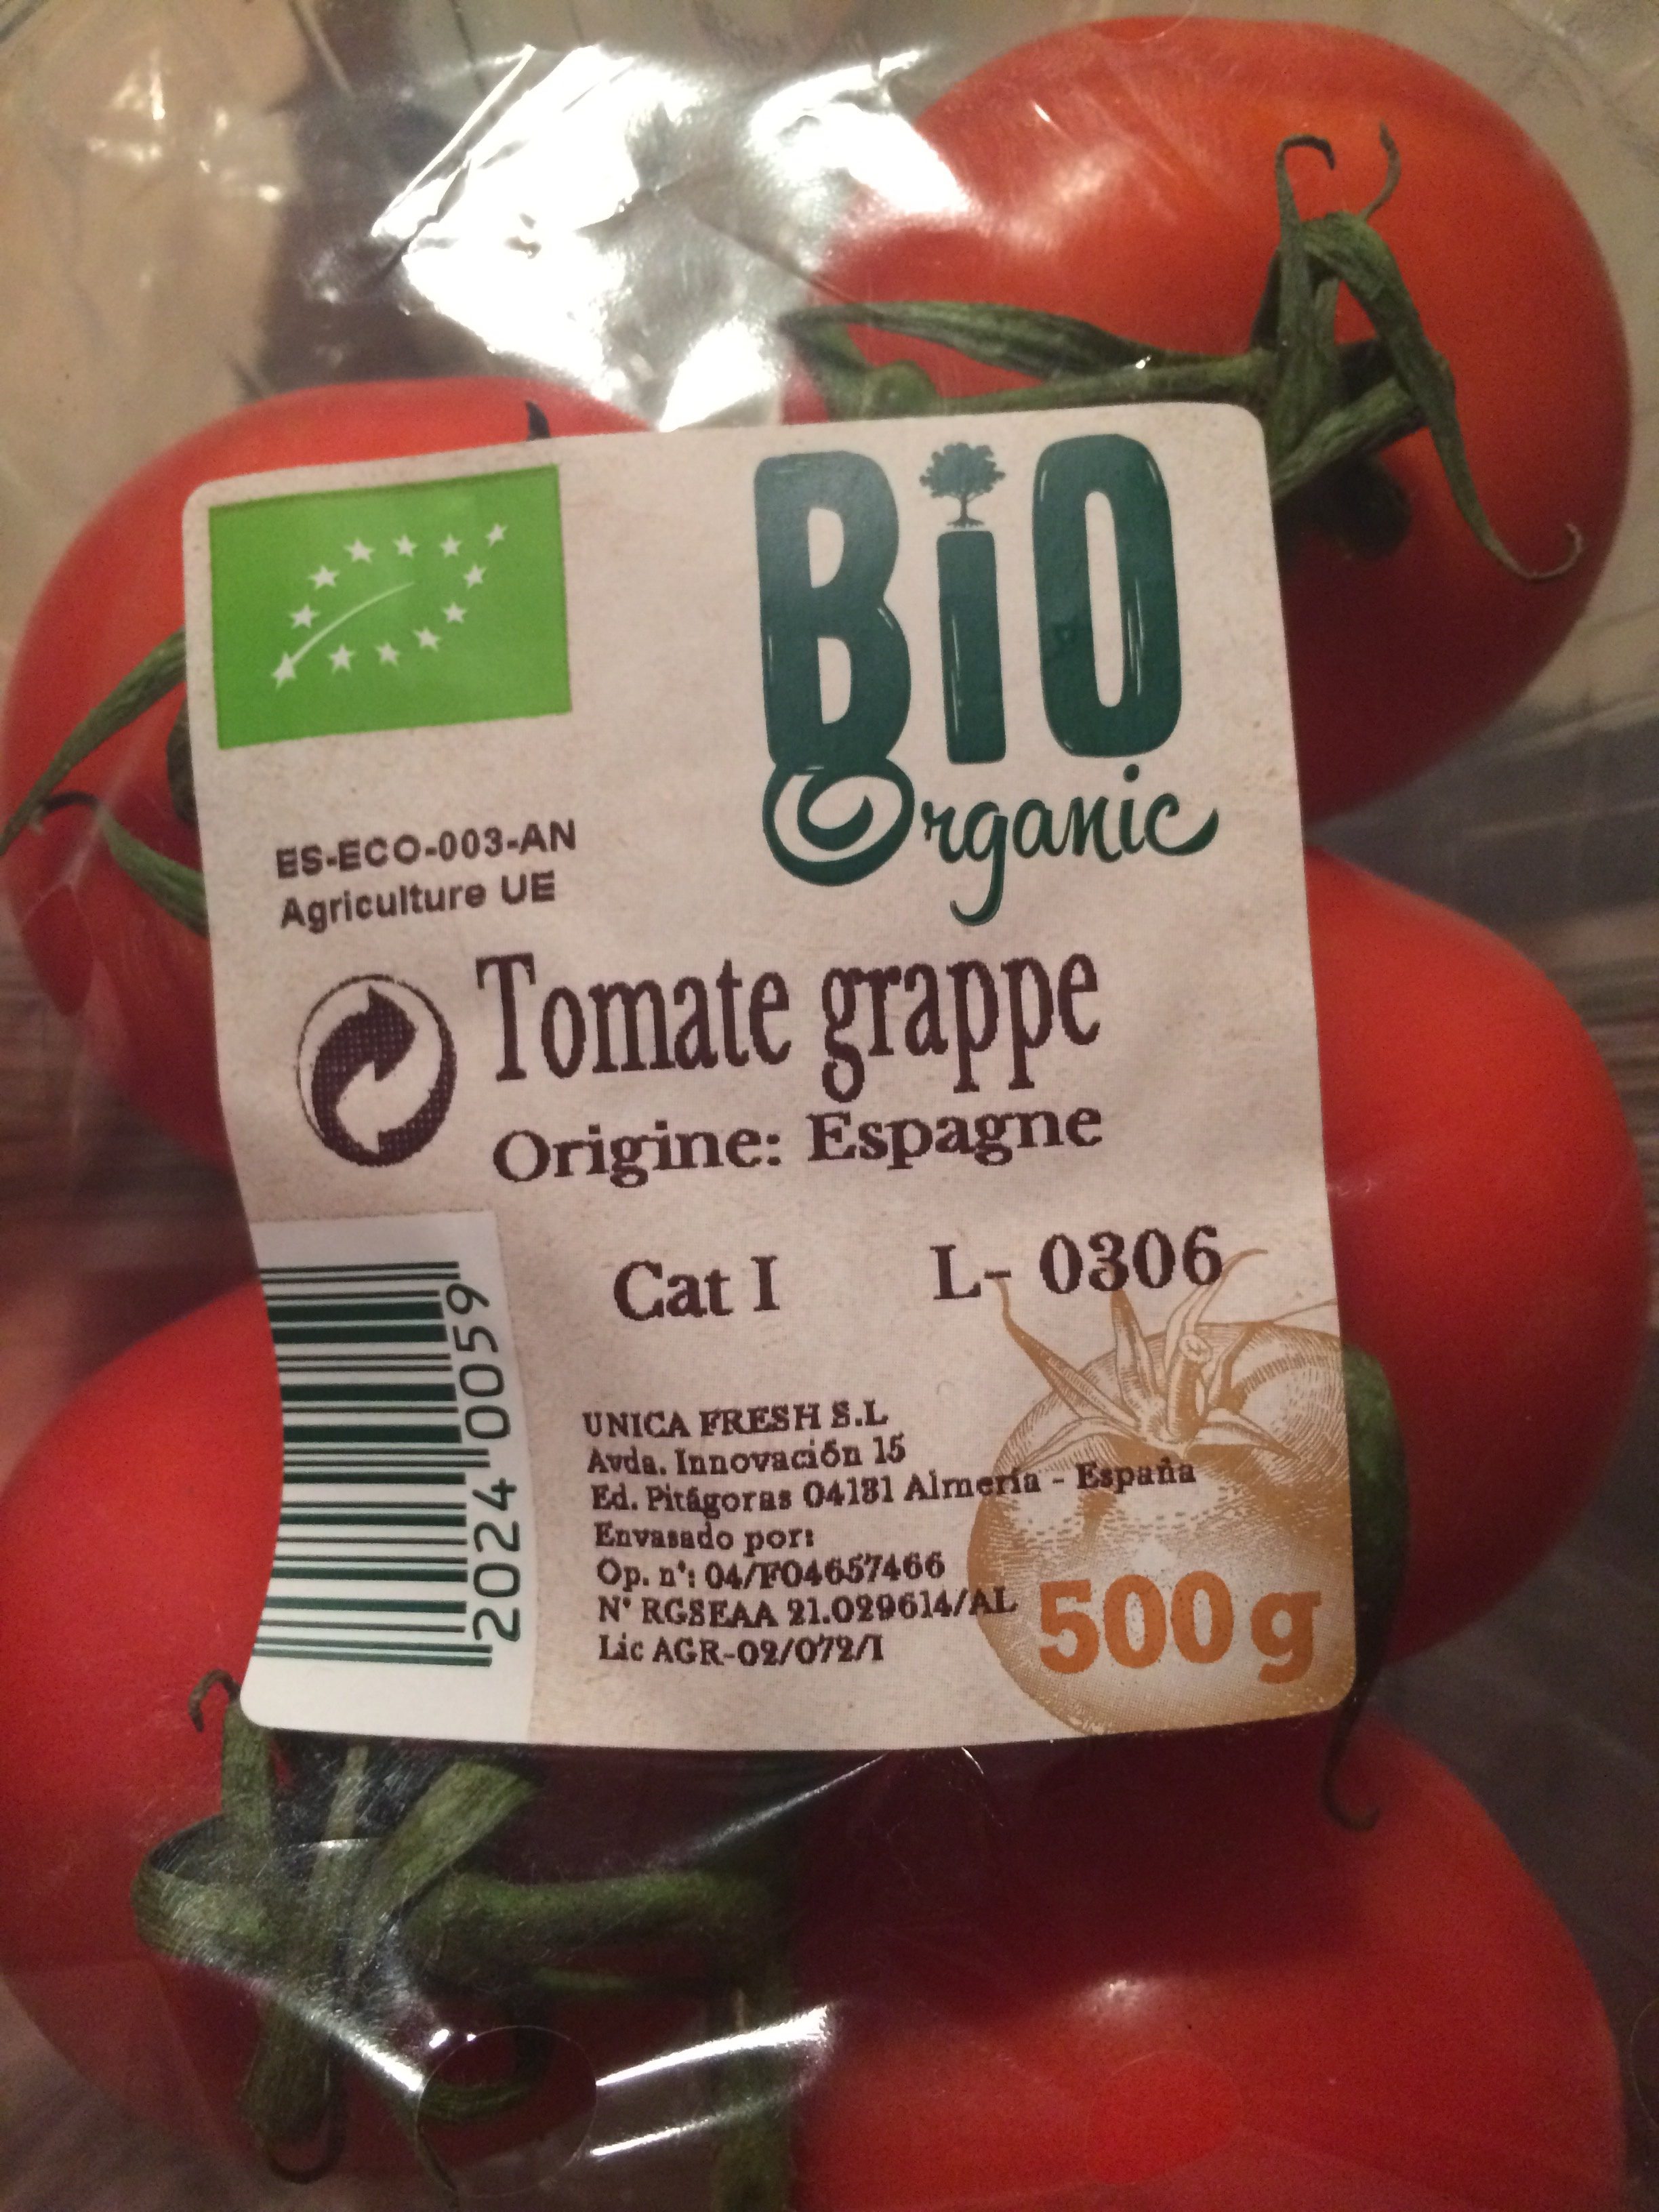 BiO
Organic
ES-ECO-003-AN
Agriculture UE
Tomate grappe
Origine: Espagne
Cat I L- 0306
2024 0059
UNICA FRESH S.L
Avda. Innovación 15
Ed. Pitágoras 04131 Almería - España
Envasado por:
Op. n°: 04/F04657466
N° RGSEAA 21.029614/AL
Lic AGR-02/072/I
500 g